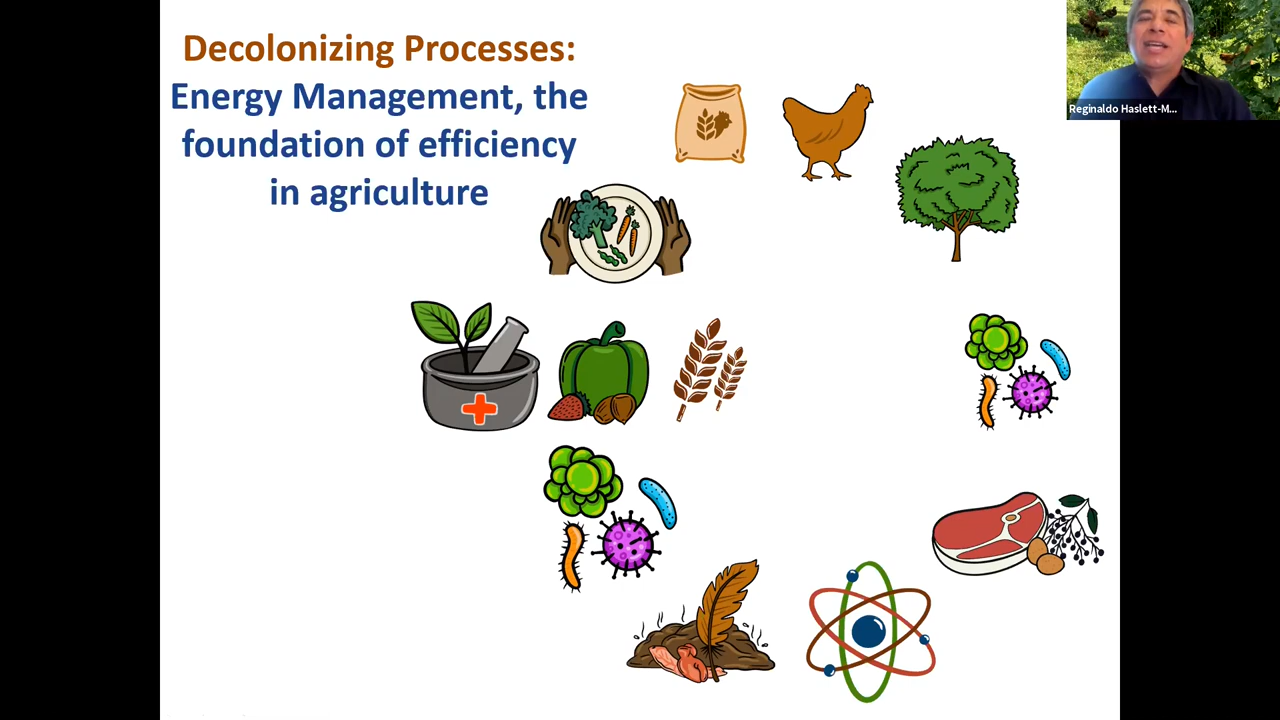 Decolonizing Processes:
Energy Management, the
foundation of efficiency
in agriculture
Reginaldo Haslett-M...